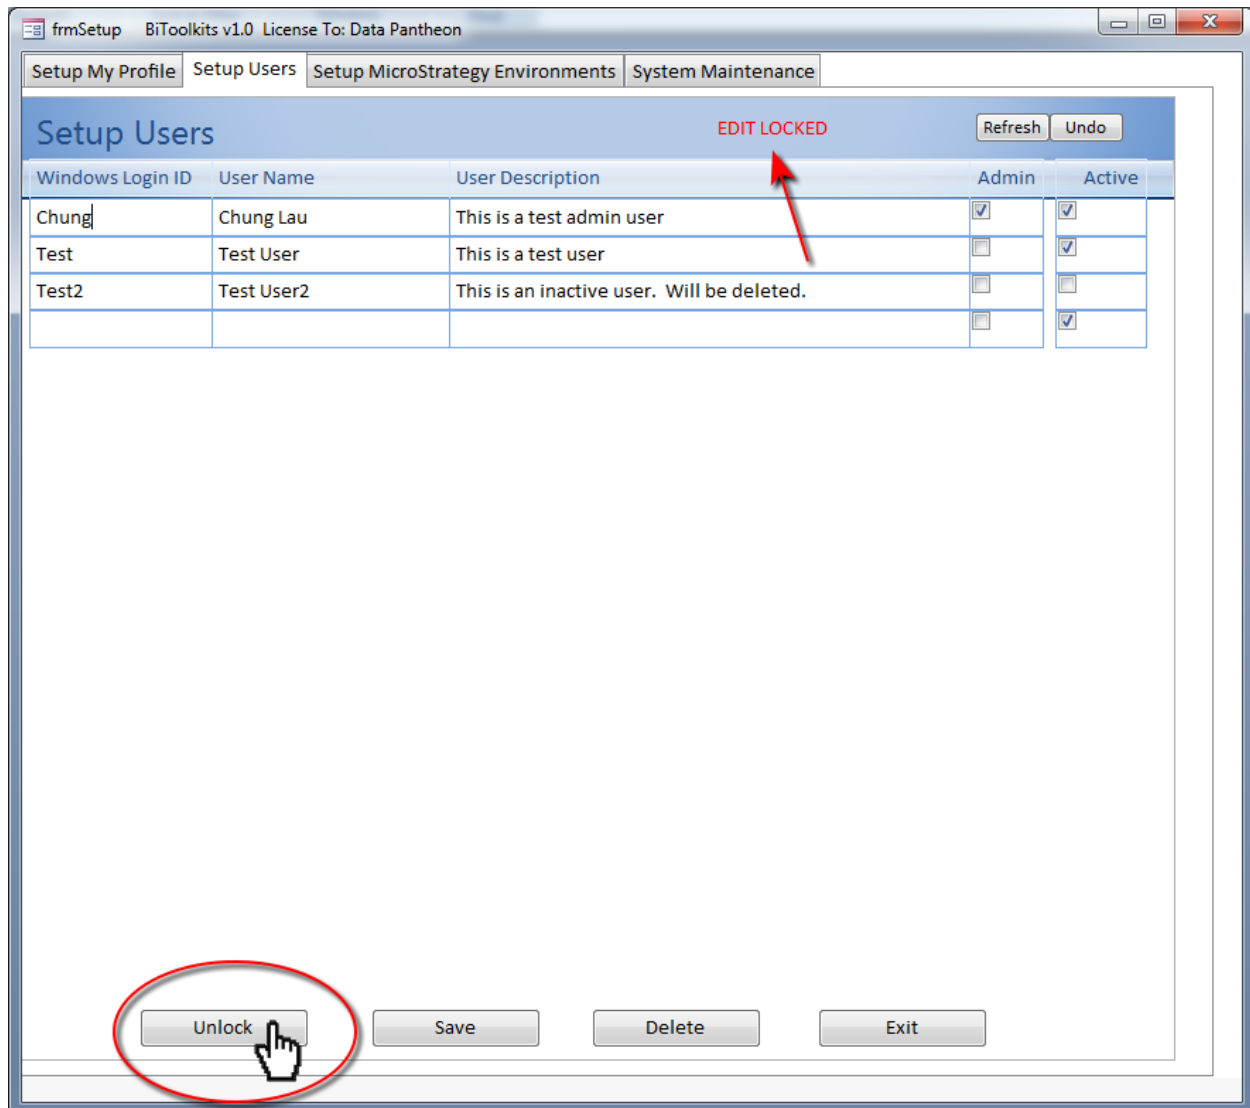 frmSetup BiToolkits v1.0 License To: Data Pantheon
Setup My Profile Setup Users Setup MicroStrategy Environments System Maintenance
Setup Users EDIT LOCKED Refresh Undo
Windows Login ID User Name User Description Admin Active
Chung Chung Lau This is a test admin user
Test Test User This is a test user
Test2 Test User2 This is an inactive user. Will be deleted.
Unlock Save Delete Exit